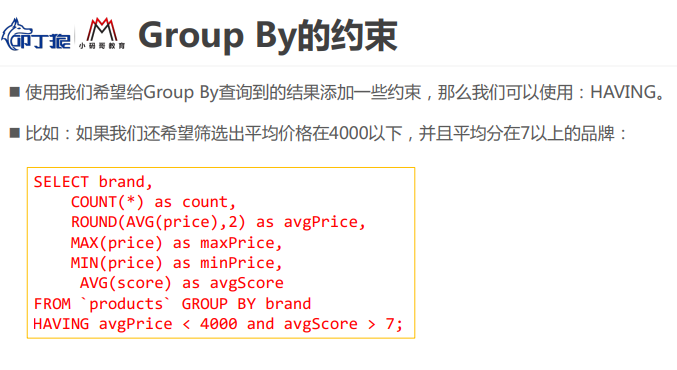 叩丁狼
小码哥教育
Group By的约束
■ 使用我们希望给Group By查询到的结果添加一些约束，那么我们可以使用：HAVING。
■ 比如：如果我们还希望筛选出平均价格在4000以下，并且平均分在7以上的品牌：
SELECT brand,
COUNT(*) as count,
ROUND(AVG(price),2) as avgPrice,
MAX(price) as maxPrice,
MIN(price) as minPrice,
AVG(score) as avgScore
FROM `products` GROUP BY brand
HAVING avgPrice < 4000 and avgScore > 7;